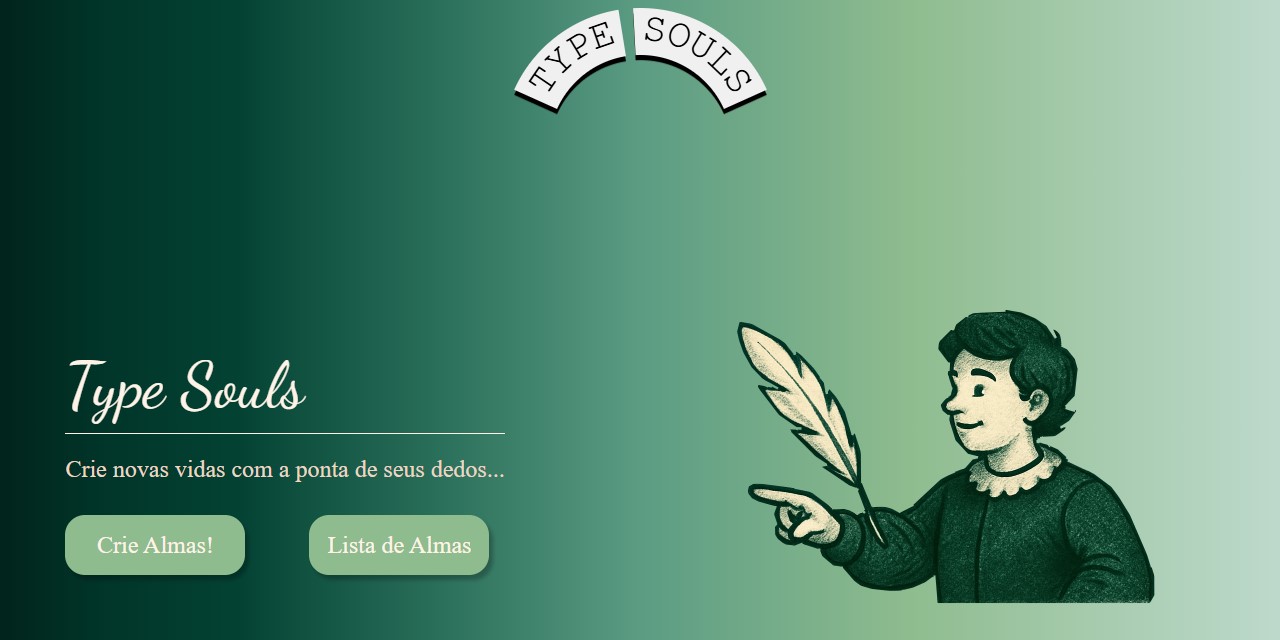 TYPE SOULS
Type Souls
Crie novas vidas com a ponta de seus dedos...
Crie Almas!
Lista de Almas